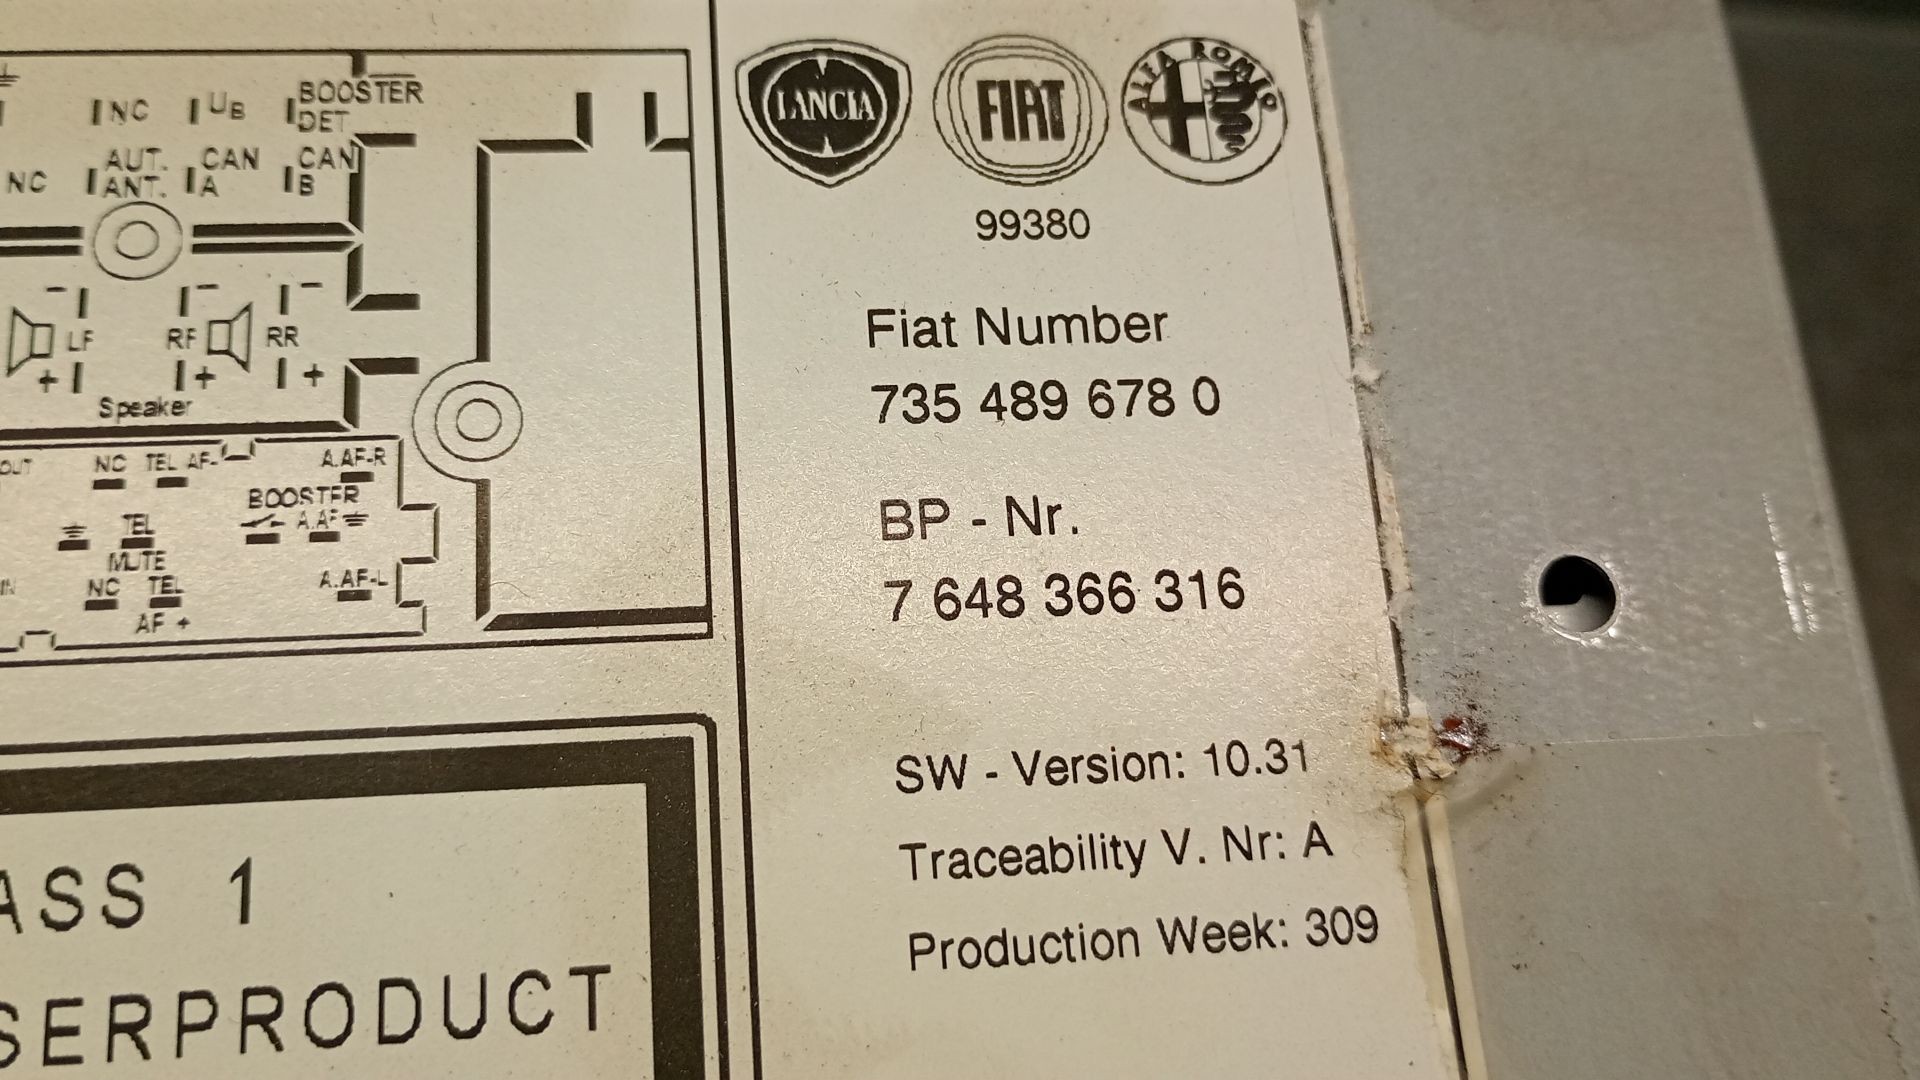 NC UB BOOSTER DET
NC AUT. ANT. CAN A CAN B
LANCIA FIAT ALFA ROMEO
99380
- - -
LF RF RR
+ + +
Speaker
Fiat Number
735 489 678 0
OUT NC TEL AF- A.AF-R
BOOSTER
TEL A.AF
MUTE
IN NC TEL A.AF-L
AF +
BP - Nr.
7 648 366 316
SW - Version: 10.31
Traceability V. Nr: A
Production Week: 309
ASS 1
SERPRODUCT